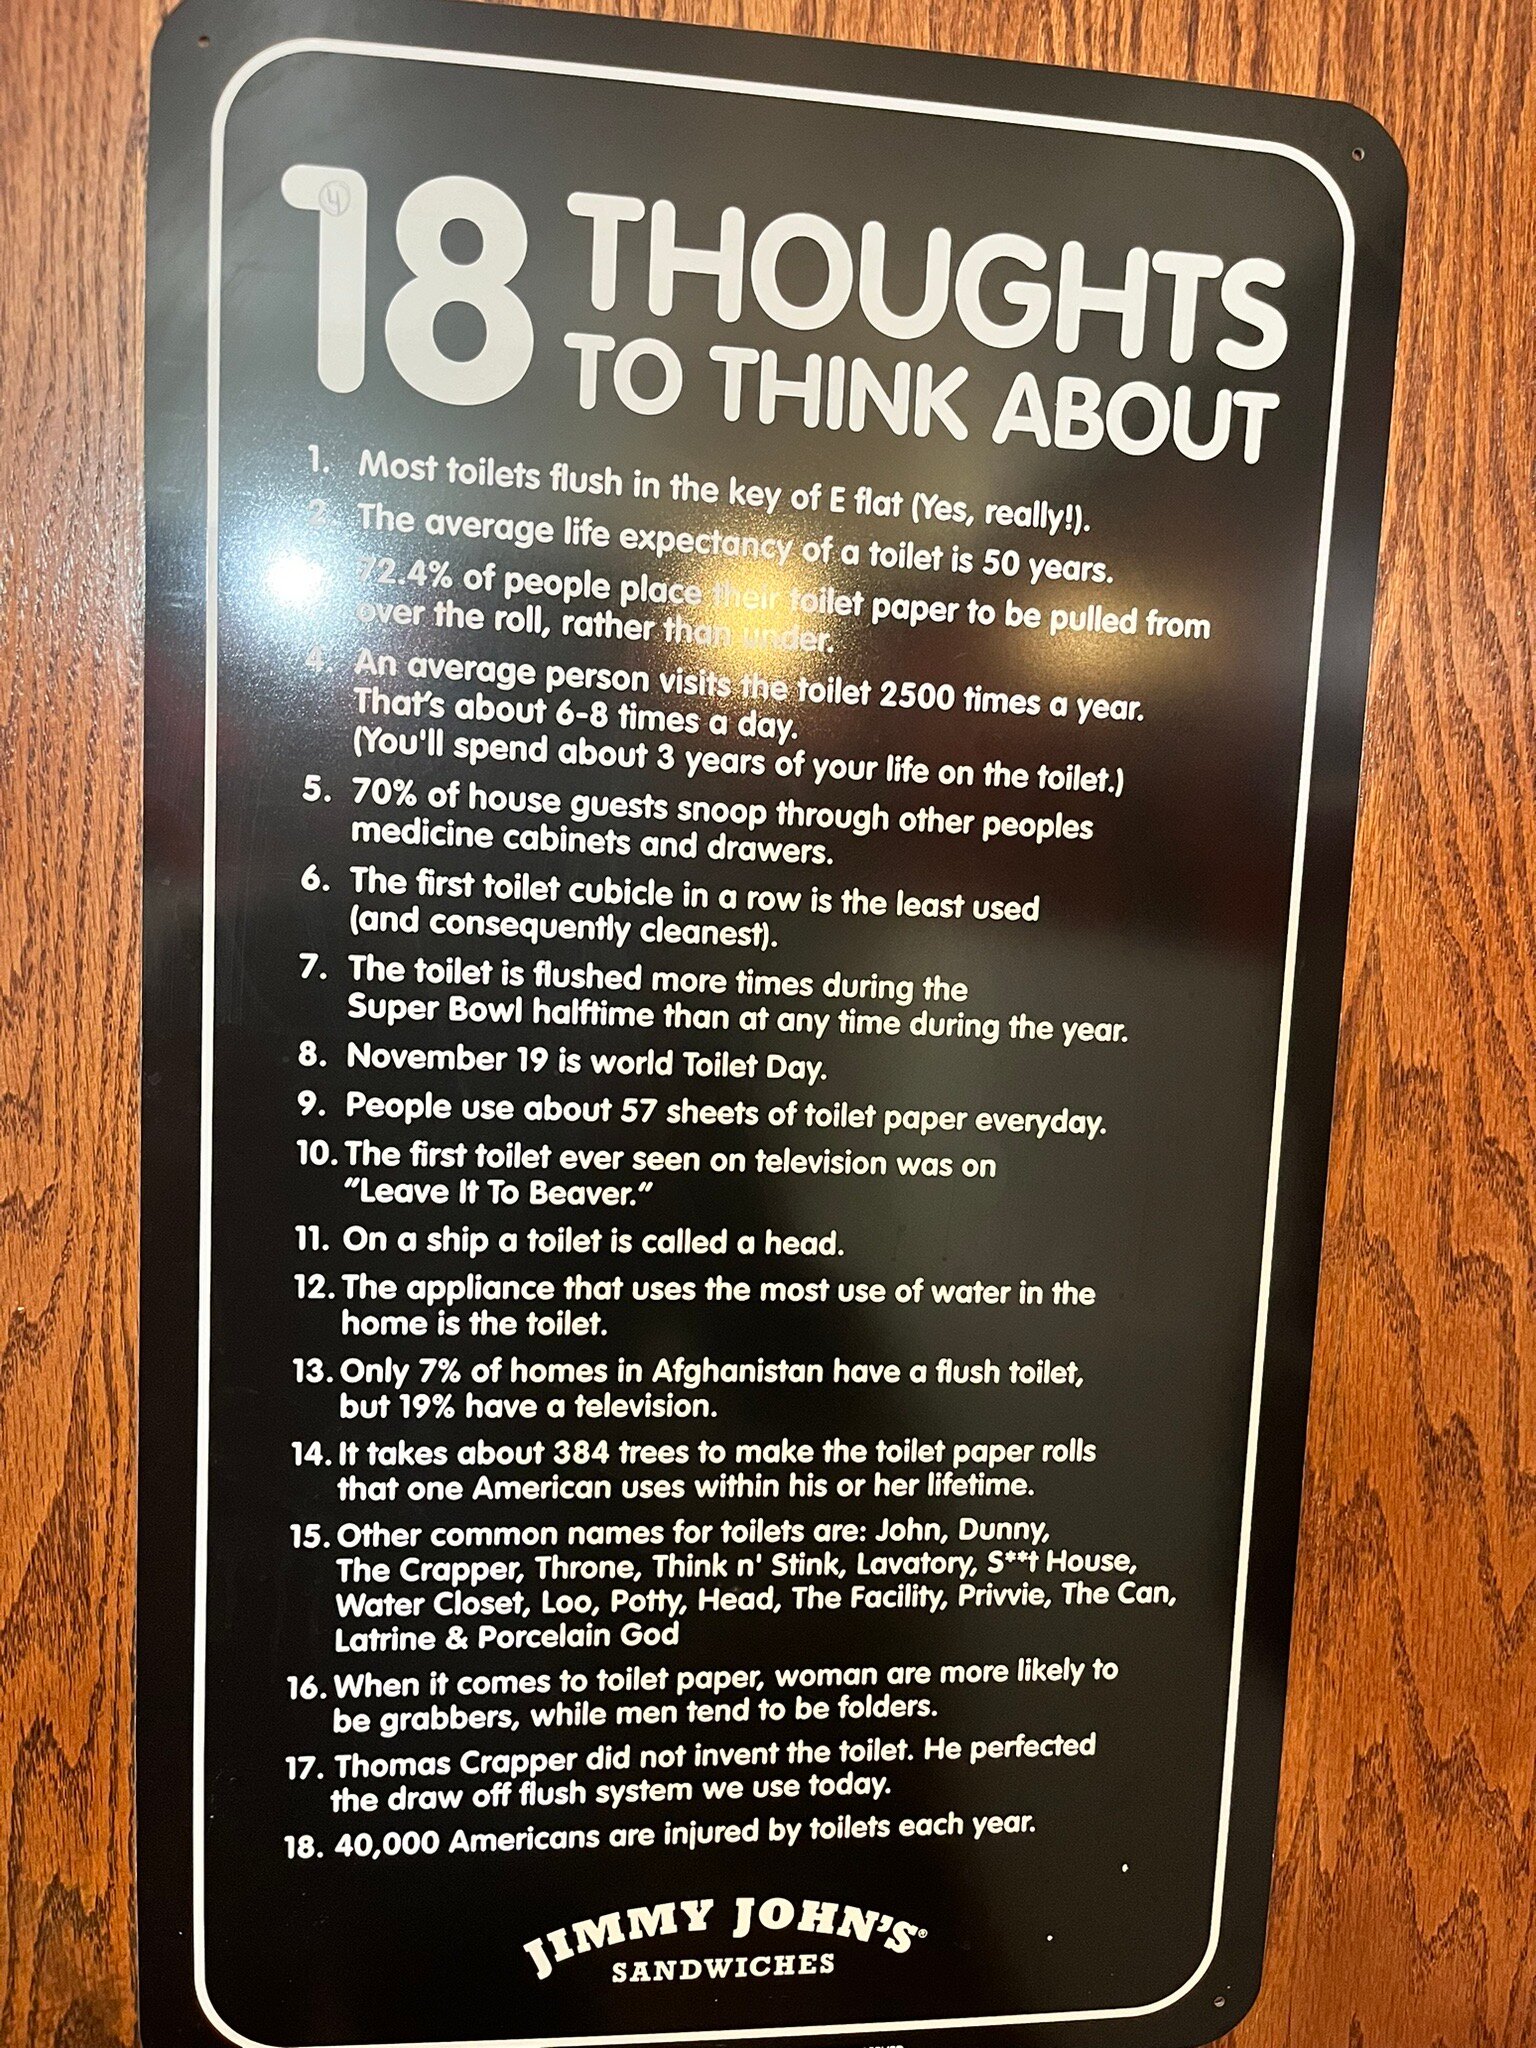 18 THOUGHTS
TO THINK ABOUT
1. Most toilets flush in the key of E flat (Yes, really!).
2. The average life expectancy of a toilet is 50 years.
72.4% of people place their toilet paper to be pulled from
over the roll, rather than under.
4. An average person visits the toilet 2500 times a year.
That's about 6-8 times a day.
(You'll spend about 3 years of your life on the toilet.)
5. 70% of house guests snoop through other peoples
medicine cabinets and drawers.
6. The first toilet cubicle in a row is the least used
(and consequently cleanest).
7. The toilet is flushed more times during the
Super Bowl halftime than at any time during the year.
8. November 19 is world Toilet Day.
9. People use about 57 sheets of toilet paper everyday.
10. The first toilet ever seen on television was on
"Leave It To Beaver."
11. On a ship a toilet is called a head.
12. The appliance that uses the most use of water in the
home is the toilet.
13. Only 7% of homes in Afghanistan have a flush toilet,
but 19% have a television.
14. It takes about 384 trees to make the toilet paper rolls
that one American uses within his or her lifetime.
15. Other common names for toilets are: John, Dunny,
The Crapper, Throne, Think n' Stink, Lavatory, S**t House,
Water Closet, Loo, Potty, Head, The Facility, Privvie, The Can,
Latrine & Porcelain God
16. When it comes to toilet paper, woman are more likely to
be grabbers, while men tend to be folders.
17. Thomas Crapper did not invent the toilet. He perfected
the draw off flush system we use today.
18. 40,000 Americans are injured by toilets each year.
JIMMY JOHN'S®
SANDWICHES